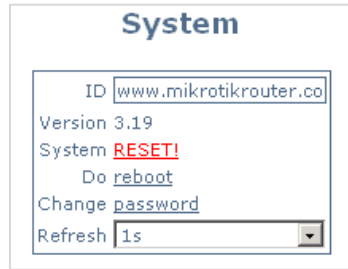 System
ID www.mikrotikrouter.co
Version 3.19
System RESET!
Do reboot
Change password
Refresh 1s